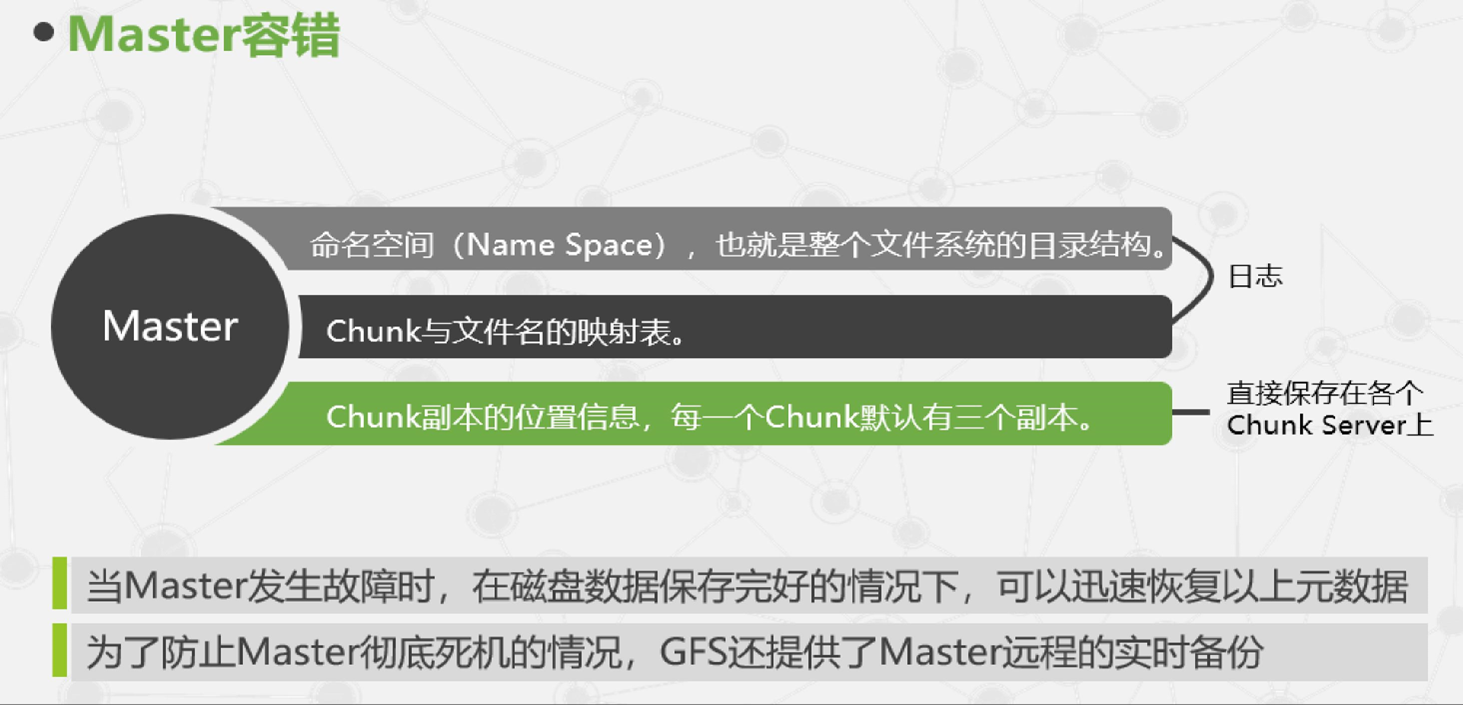 • Master容错
命名空间（Name Space），也就是整个文件系统的目录结构。
日志
Master
Chunk与文件名的映射表。
Chunk副本的位置信息，每一个Chunk默认有三个副本。
直接保存在各个
Chunk Server上
当Master发生故障时，在磁盘数据保存完好的情况下，可以迅速恢复以上元数据
为了防止Master彻底死机的情况，GFS还提供了Master远程的实时备份